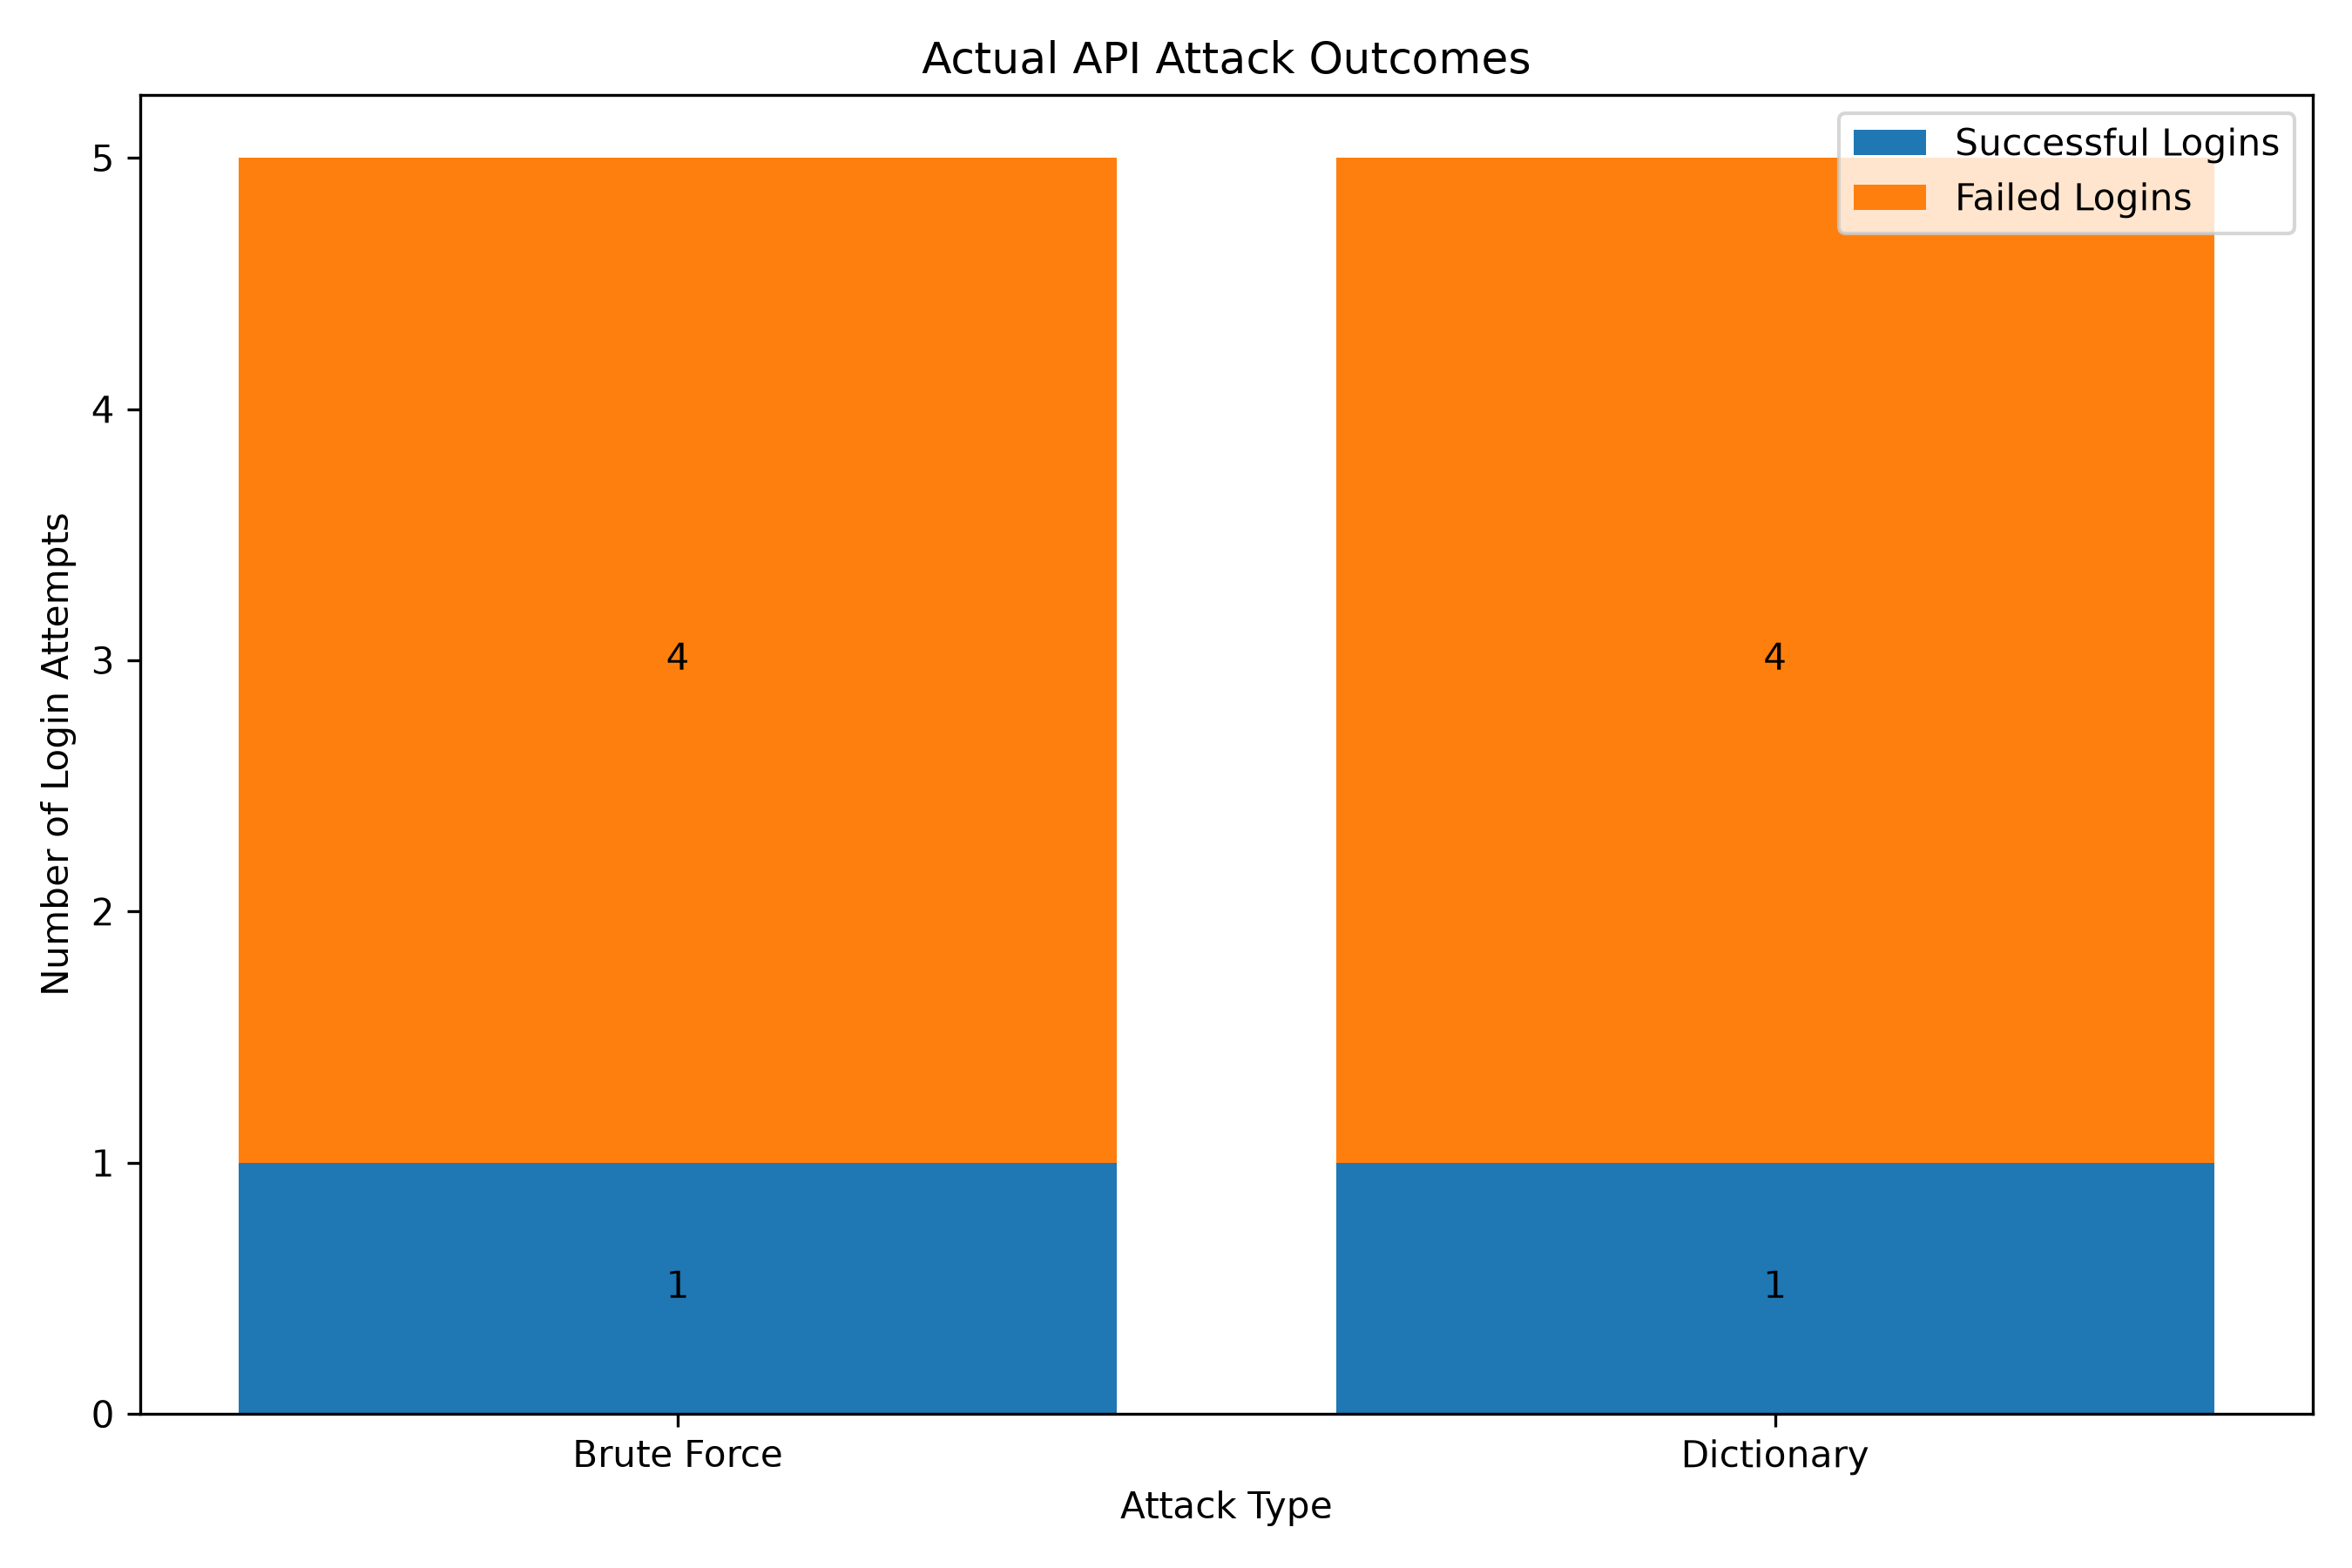 Actual API Attack Outcomes
Successful Logins
Failed Logins
Number of Login Attempts
5
4
3
2
1
0
4
4
1
1
Brute Force
Dictionary
Attack Type